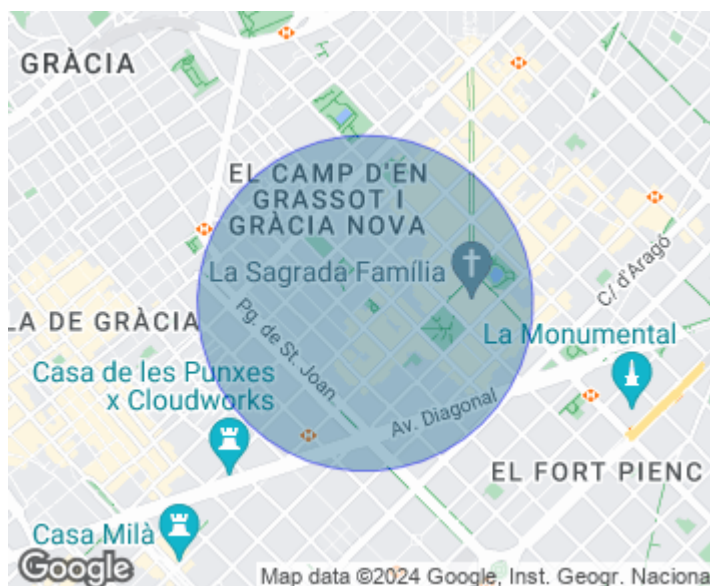 GRÀCIA
EL CAMP D'EN
GRASSOT I
GRÀCIA NOVA
La Sagrada Família
C/ d'Aragó
LA DE GRÀCIA
Pg. de St. Joan
La Monumental
Casa de les Punxes
x Cloudworks
Av. Diagonal
EL FORT PIENC
Casa Milà
Google
Map data ©2024 Google, Inst. Geogr. Naciona